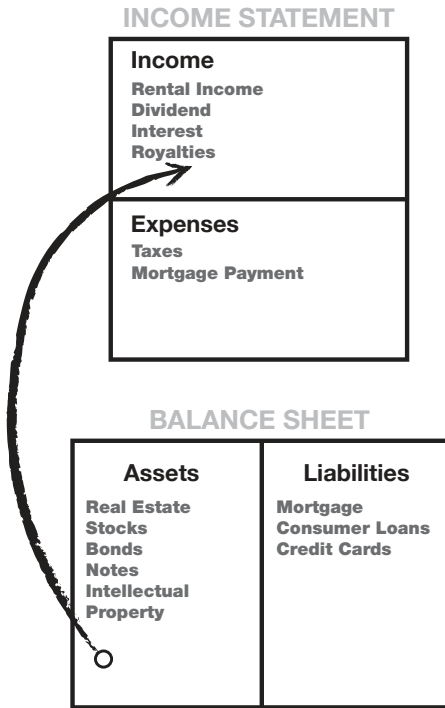 INCOME STATEMENT
Income
Rental Income
Dividend
Interest
Royalties
Expenses
Taxes
Mortgage Payment
BALANCE SHEET
Assets
Real Estate
Stocks
Bonds
Notes
Intellectual
Property
Liabilities
Mortgage
Consumer Loans
Credit Cards